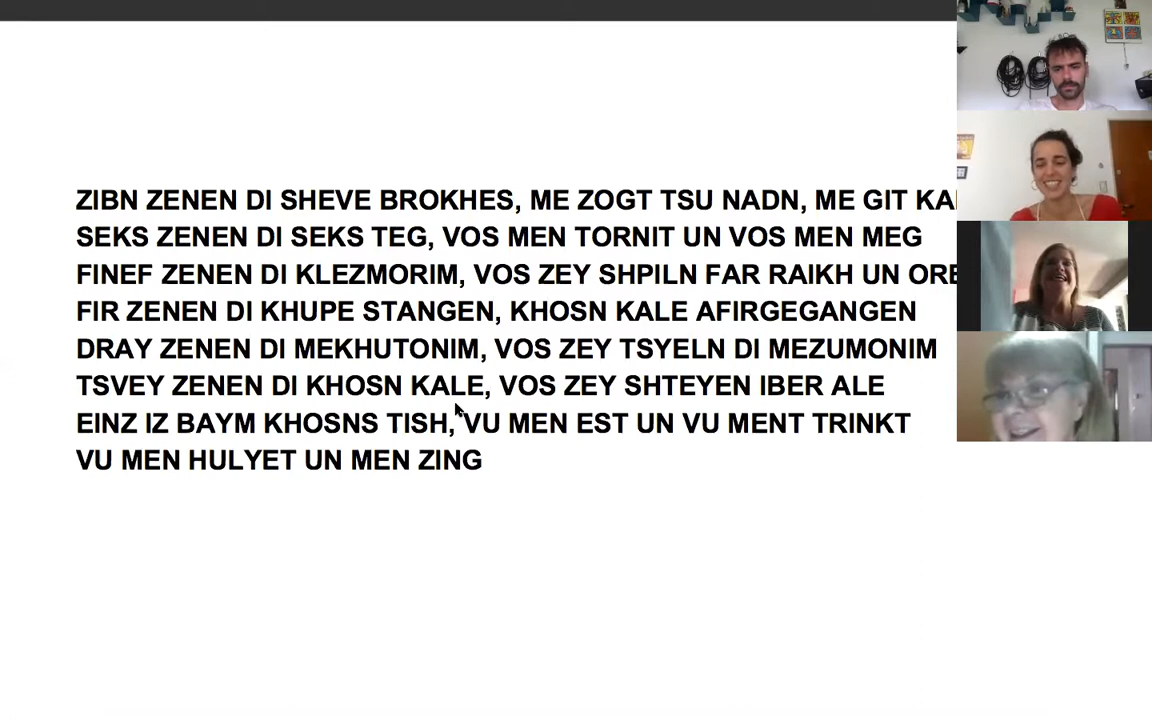 ZIBN ZENEN DI SHEVE BROKHES, ME ZOGT TSU NADN, ME GIT
SEKS ZENEN DI SEKS TEG, VOS MEN TORNIT UN VOS MEN MEG
FINEF ZENEN DI KLEZMORIM, VOS ZEY SHPILN FAR RAIKH UN
FIR ZENEN DI KHUPE STANGEN, KHOSN KALE AFIRGEGANGEN
DRAY ZENEN DI MEKHUTONIM, VOS ZEY TSYELN DI MEZUMONIM
TSVEY ZENEN DI KHOSN KALE, VOS ZEY SHTEYEN IBER ALE
EINZ IZ BAYM KHOSNS TISH, VU MEN EST UN VU MENT TRINKT
VU MEN HULYET UN MEN ZING